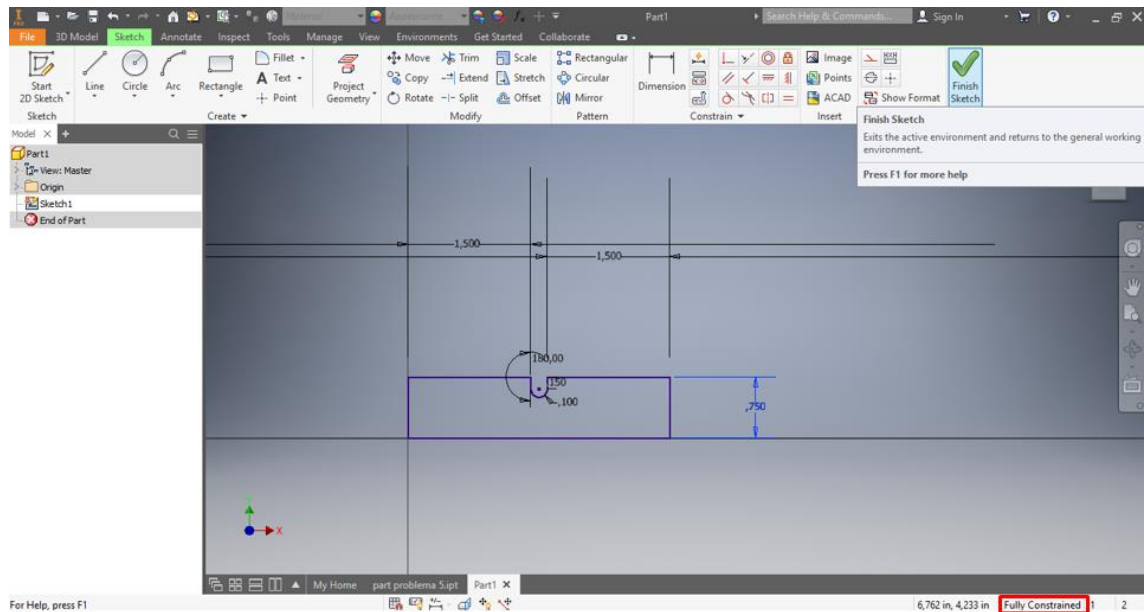 PRO Material Appearance Part1 Search Help & Commands... Sign In
File 3D Model Sketch Annotate Inspect Tools Manage View Environments Get Started Collaborate
Start 2D Sketch Line Circle Arc Rectangle Fillet Text Point Project Geometry Move Copy Rotate Trim Extend Split Scale Stretch Offset Rectangular Circular Mirror Dimension Image Points ACAD Show Format Finish Sketch
Sketch Create Modify Pattern Constrain Insert
Finish Sketch
Exits the active environment and returns to the general working
environment.
Press F1 for more help
Model
Part1
View: Master
Origin
Sketch1
End of Part
1,500
1,500
180,00
,150
,100
,750
Y
X
My Home part problema 5.ipt Part1
For Help, press F1 6,762 in, 4,233 in Fully Constrained 1 2